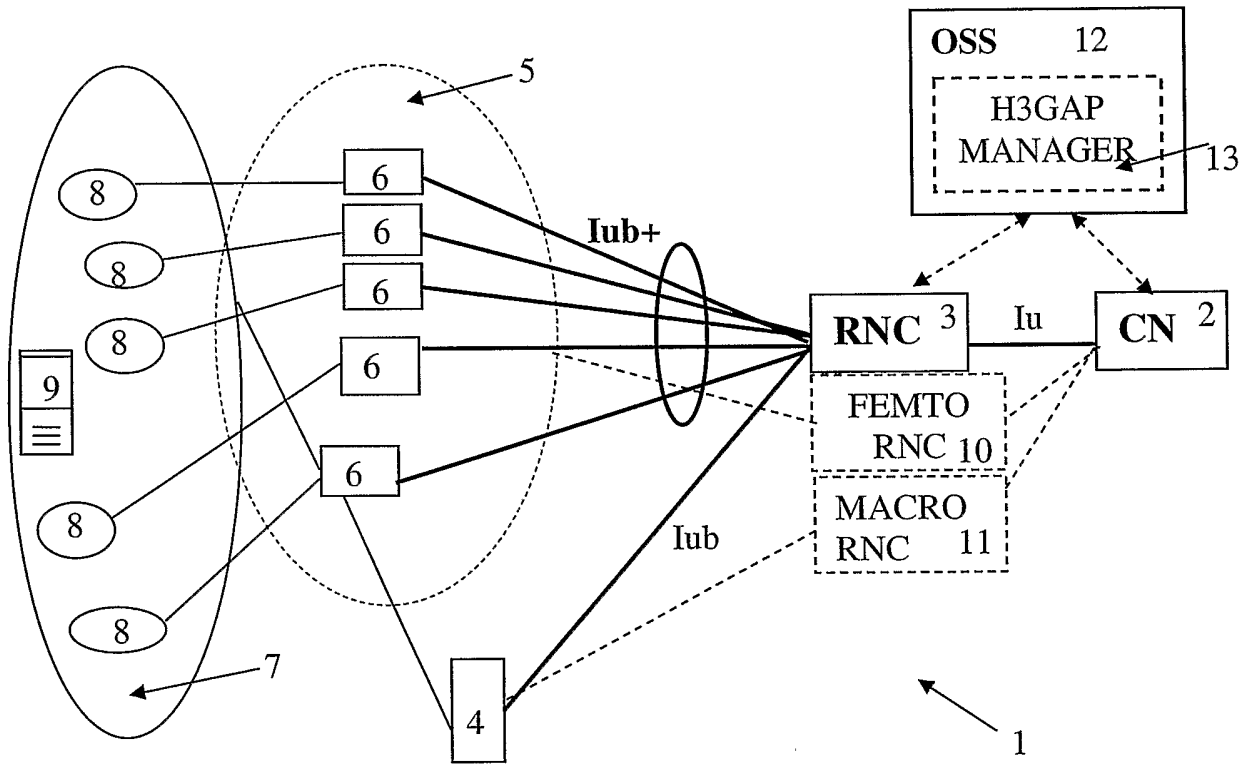 OSS 12
H3GAP
MANAGER
13
5
8
6
8
6
Iub+
8
6
9
6
RNC 3
Iu
CN 2
FEMTO
RNC 10
6
MACRO
RNC 11
8
Iub
8
7
4
1